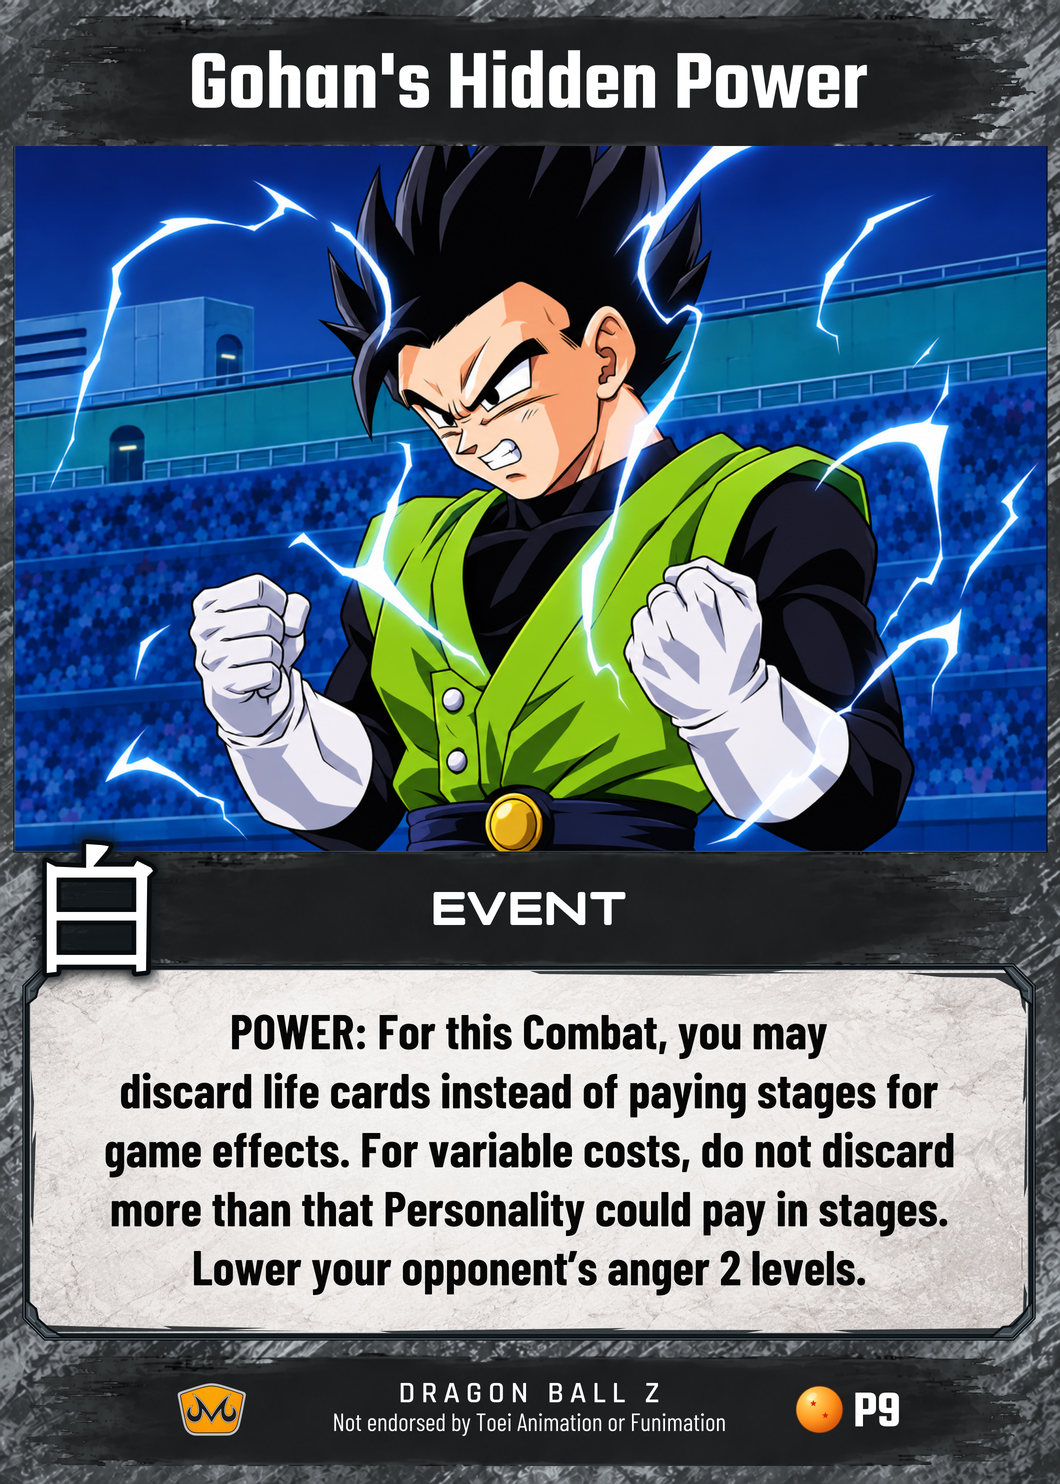 Gohan's Hidden Power
白
EVENT
POWER: For this Combat, you may
discard life cards instead of paying stages for
game effects. For variable costs, do not discard
more than that Personality could pay in stages.
Lower your opponent’s anger 2 levels.
DRAGON BALL Z
Not endorsed by Toei Animation or Funimation
P9